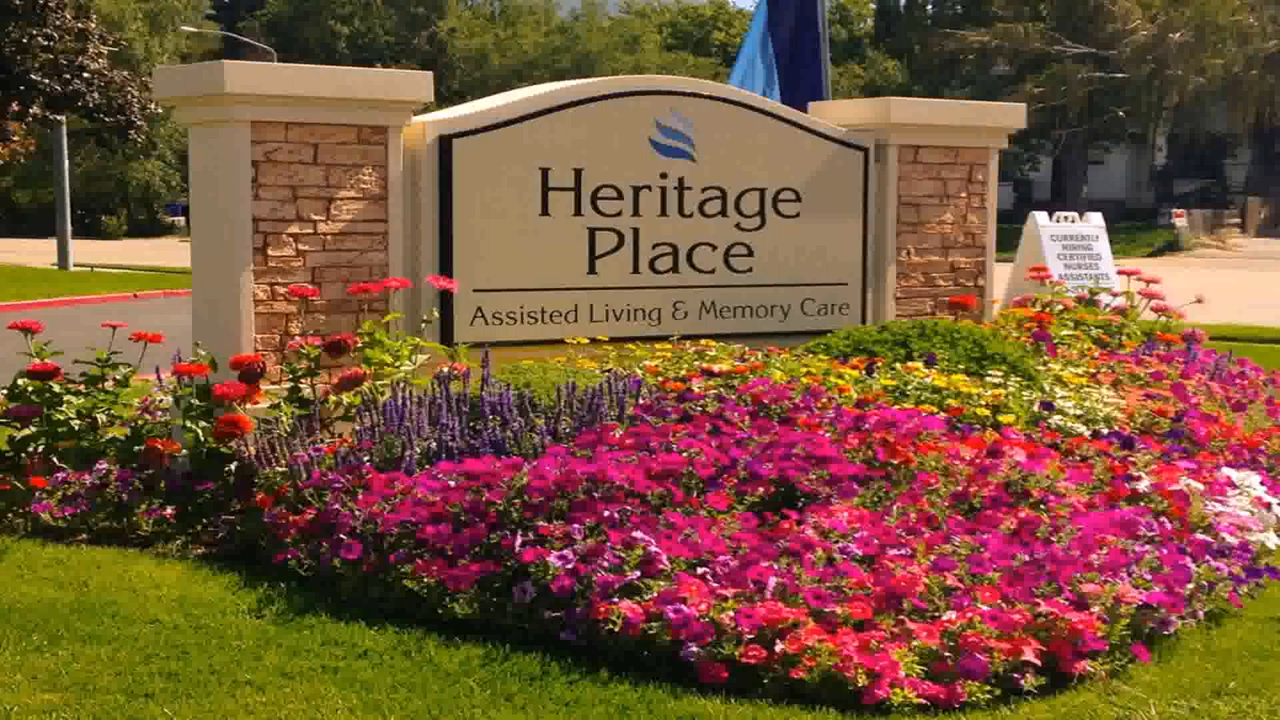 Heritage
Place
Assisted Living & Memory Care
CURRENTLY
HIRING
CERTIFIED
NURSES
ASSISTANTS